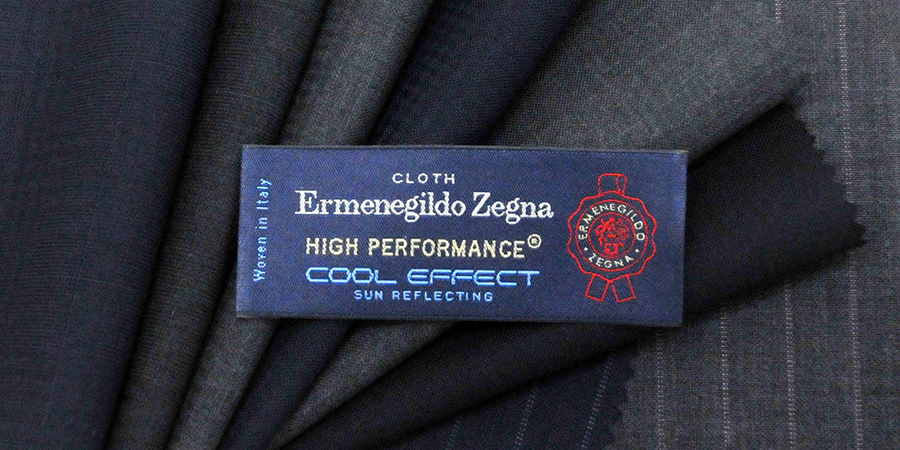 Woven in Italy
CLOTH
Ermenegildo Zegna
HIGH PERFORMANCE®
COOL EFFECT
SUN REFLECTING
ERMENEGILDO
· ZEGNA ·